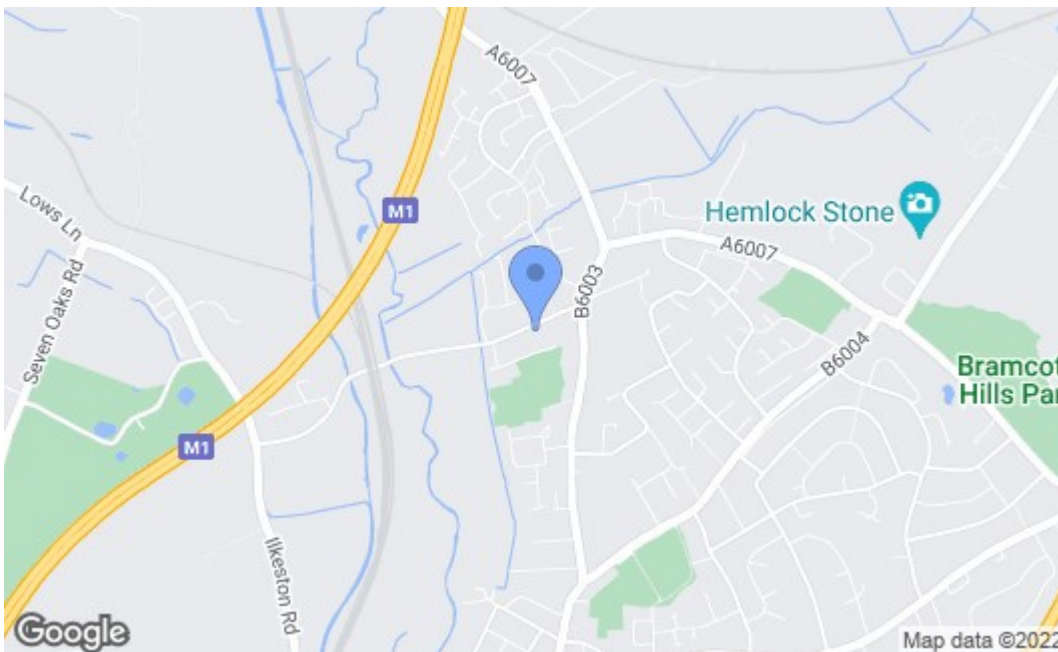 A6007
Lows Ln
M1
Hemlock Stone
A6007
Seven Oaks Rd
B6003
B6004
Bramcot
Hills Par
M1
Ilkeston Rd
Google
Map data ©2022